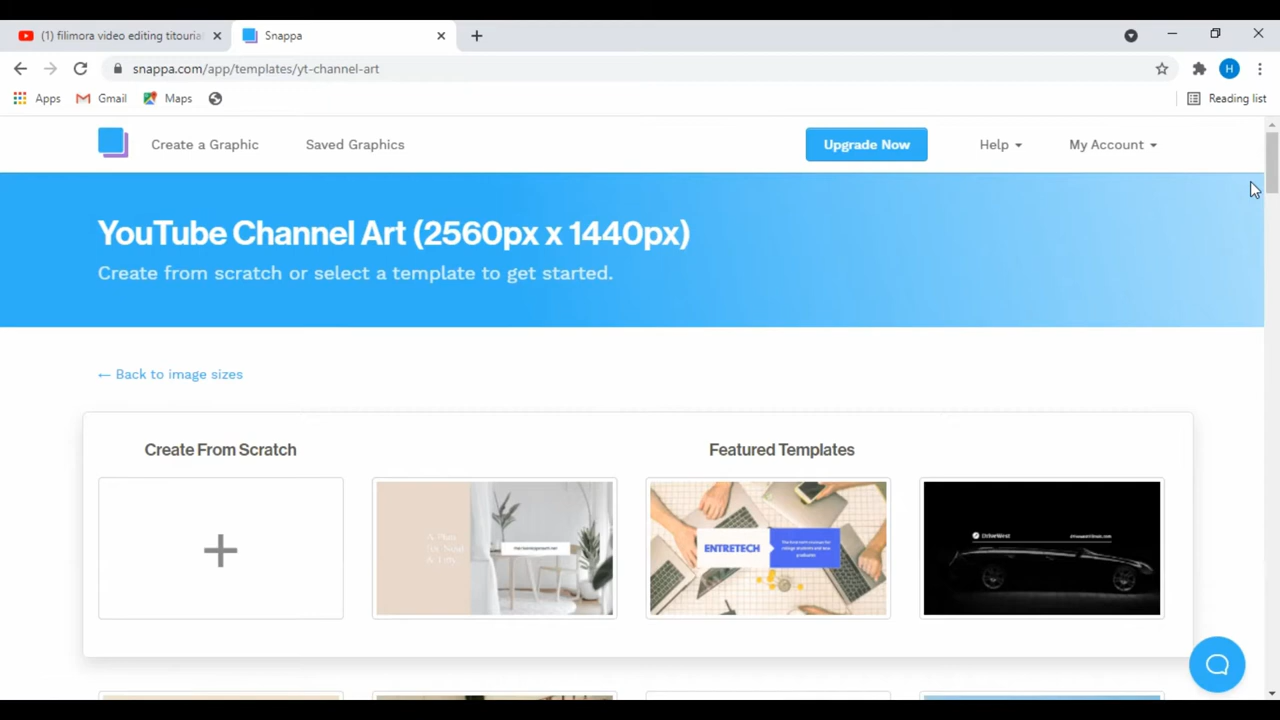 (1) filimora video editing titouria
Snappa
snappa.com/app/templates/yt-channel-art
H
Apps
Gmail
Maps
Reading list
Create a Graphic
Saved Graphics
Upgrade Now
Help
My Account
YouTube Channel Art (2560px x 1440px)
Create from scratch or select a template to get started.
← Back to image sizes
Create From Scratch
Featured Templates
ENTRETECH
DriveWest